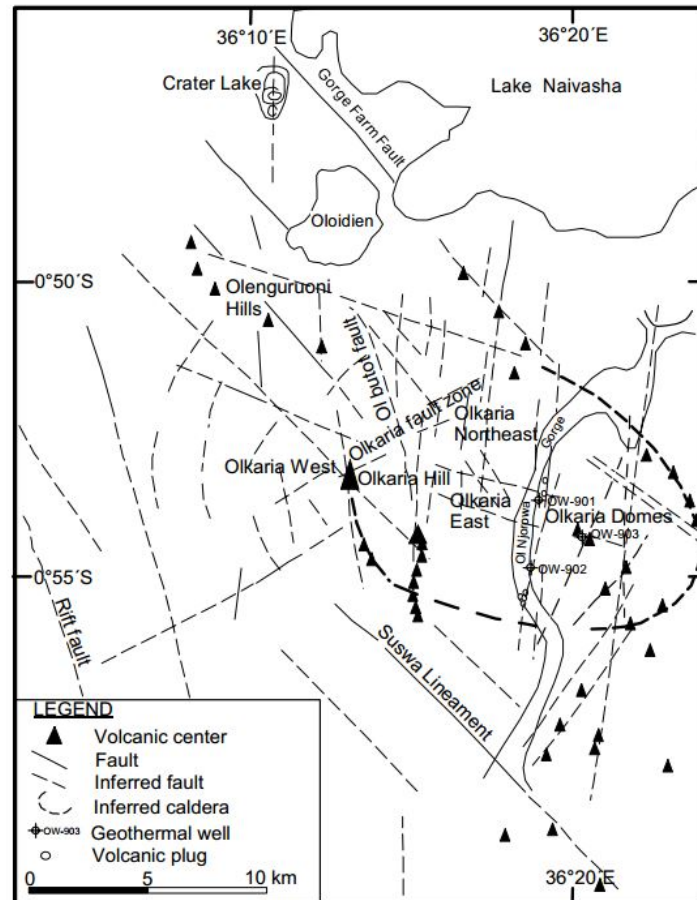 36°10´E
36°20´E
Crater Lake
Gorge Farm Fault
Lake Naivasha
Oloidien
0°50´S
Olenguruoni
Hills
Ol butot fault
Olkaria fault zone
Olkaria
Northeast
Gorge
Olkaria West
Olkaria Hill
Olkaria
East
OW-901
Olkaria Domes
OW-903
Ol Njorowa
0°55´S
OW-902
Rift fault
Suswa Lineament
LEGEND
Volcanic center
Fault
Inferred fault
Inferred caldera
OW-903 Geothermal well
Volcanic plug
0 5 10 km
36°20´E